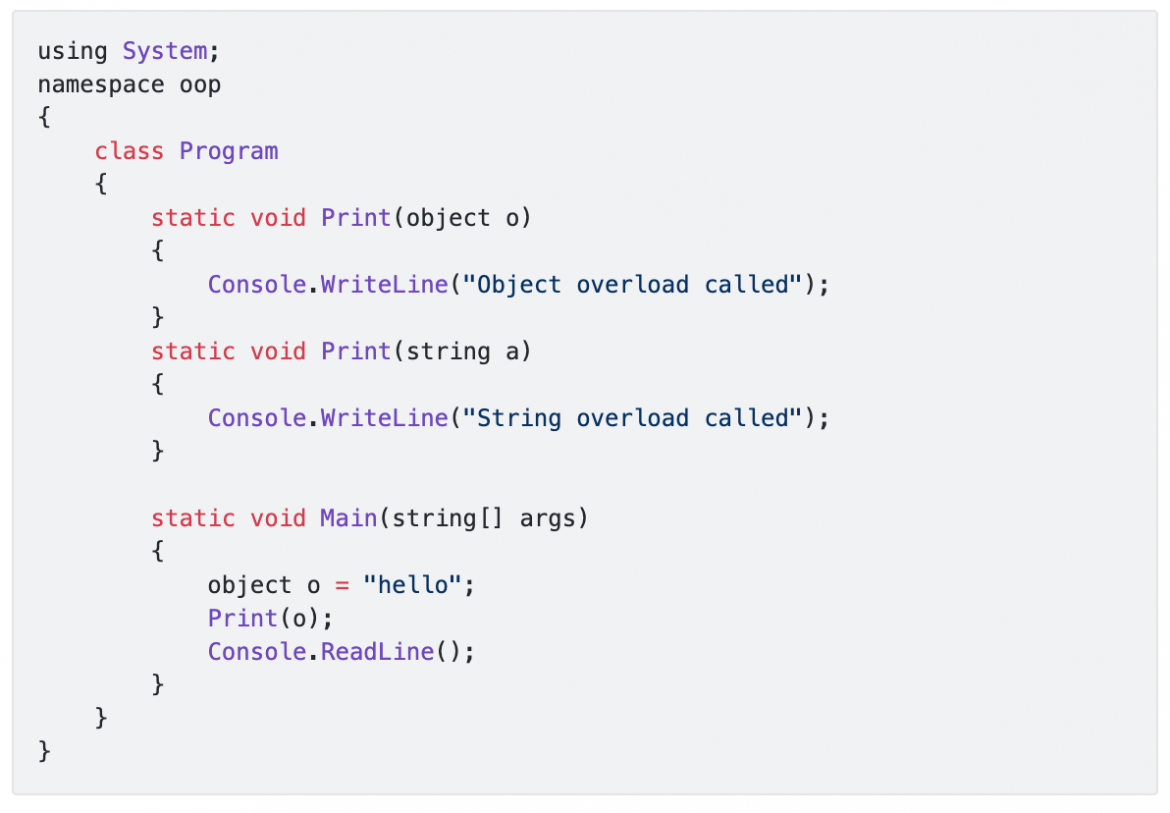 using System;
namespace oop
{
    class Program
    {
        static void Print(object o)
        {
            Console.WriteLine("Object overload called");
        }
        static void Print(string a)
        {
            Console.WriteLine("String overload called");
        }

        static void Main(string[] args)
        {
            object o = "hello";
            Print(o);
            Console.ReadLine();
        }
    }
}